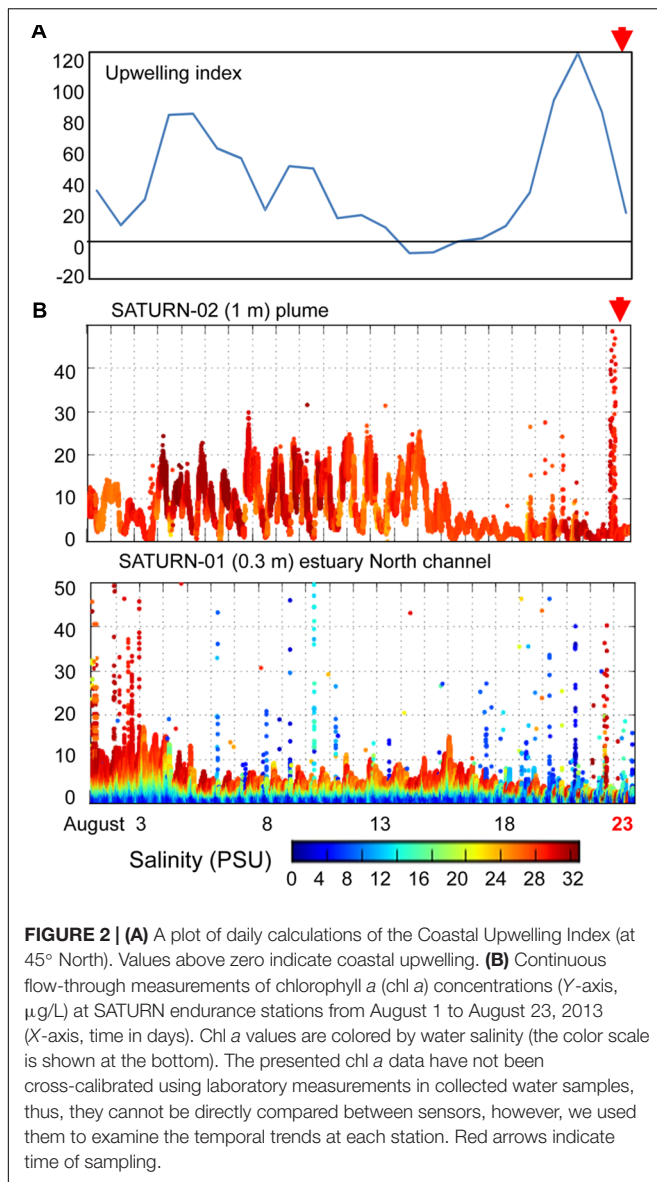 A
Upwelling index
120
100
80
60
40
20
0
-20
B
SATURN-02 (1 m) plume
40
30
20
10
0
SATURN-01 (0.3 m) estuary North channel
50
40
30
20
10
0
August 3 8 13 18 23
Salinity (PSU)
0 4 8 12 16 20 24 28 32
FIGURE 2 | (A) A plot of daily calculations of the Coastal Upwelling Index (at
45° North). Values above zero indicate coastal upwelling. (B) Continuous
flow-through measurements of chlorophyll a (chl a) concentrations (Y-axis,
μg/L) at SATURN endurance stations from August 1 to August 23, 2013
(X-axis, time in days). Chl a values are colored by water salinity (the color scale
is shown at the bottom). The presented chl a data have not been
cross-calibrated using laboratory measurements in collected water samples,
thus, they cannot be directly compared between sensors, however, we used
them to examine the temporal trends at each station. Red arrows indicate
time of sampling.